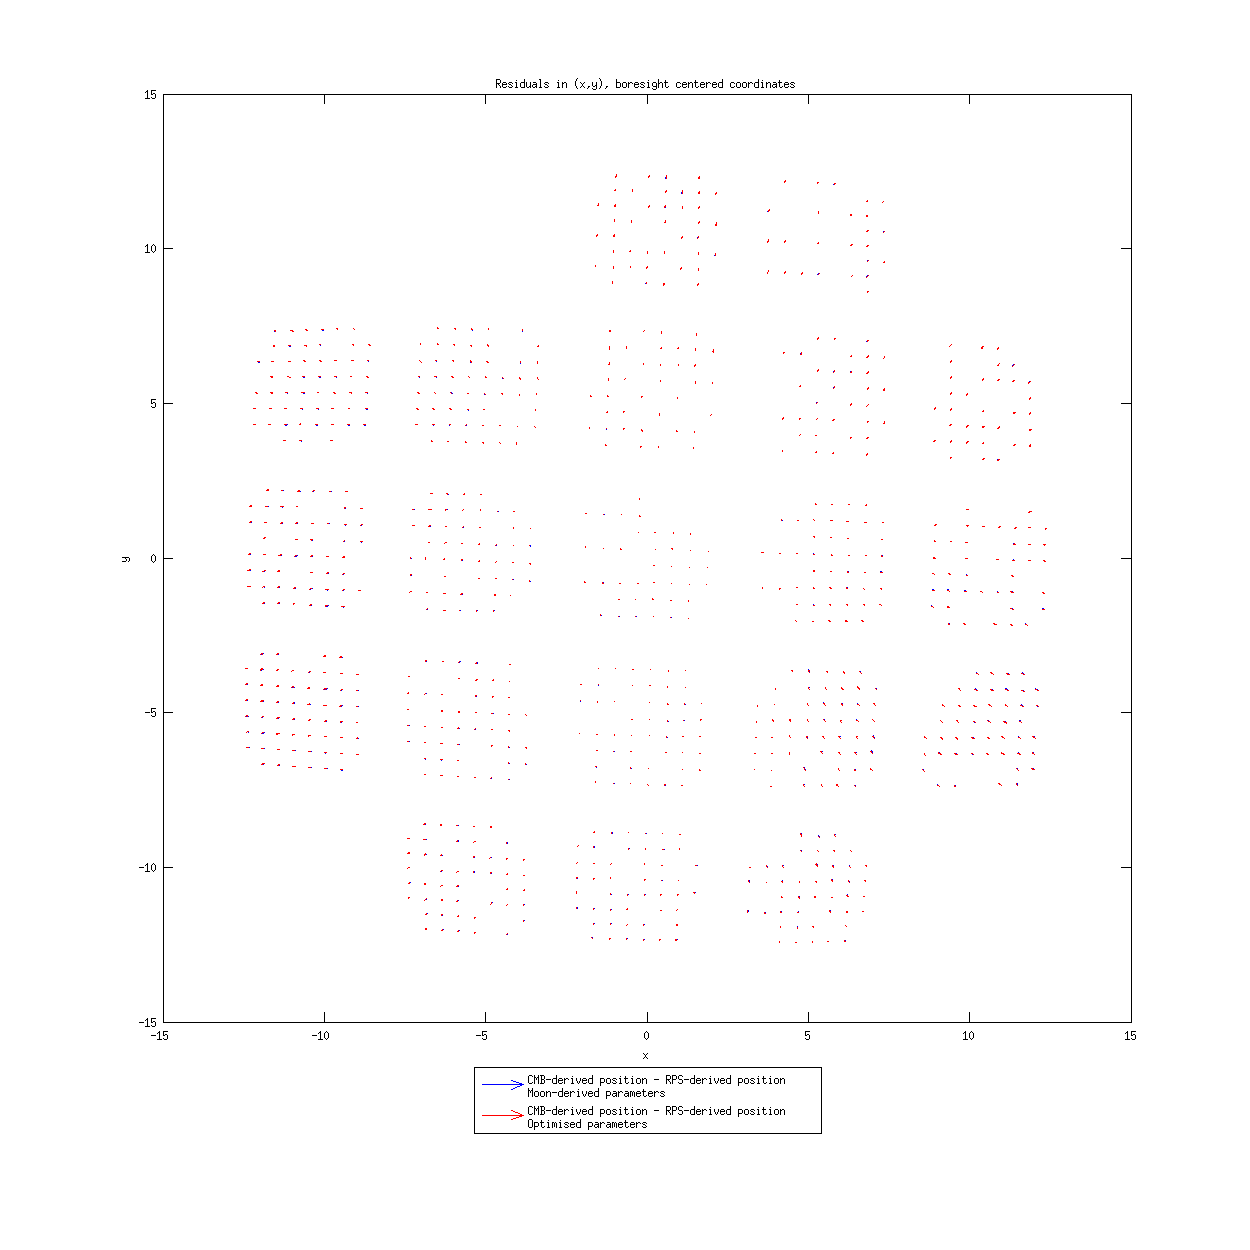 Residuals in (x,y), boresight centered coordinates
15
10
5
y
0
-5
-10
-15
-15 -10 -5 0 5 10 15
x
CMB-derived position - RPS-derived position
Moon-derived parameters
CMB-derived position - RPS-derived position
Optimised parameters